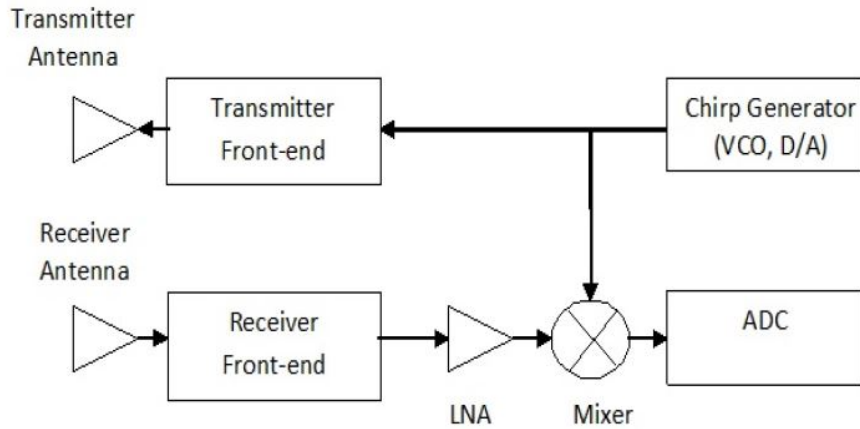 Transmitter
Antenna
Transmitter
Front-end
Chirp Generator
(VCO, D/A)
Receiver
Antenna
Receiver
Front-end
ADC
LNA
Mixer